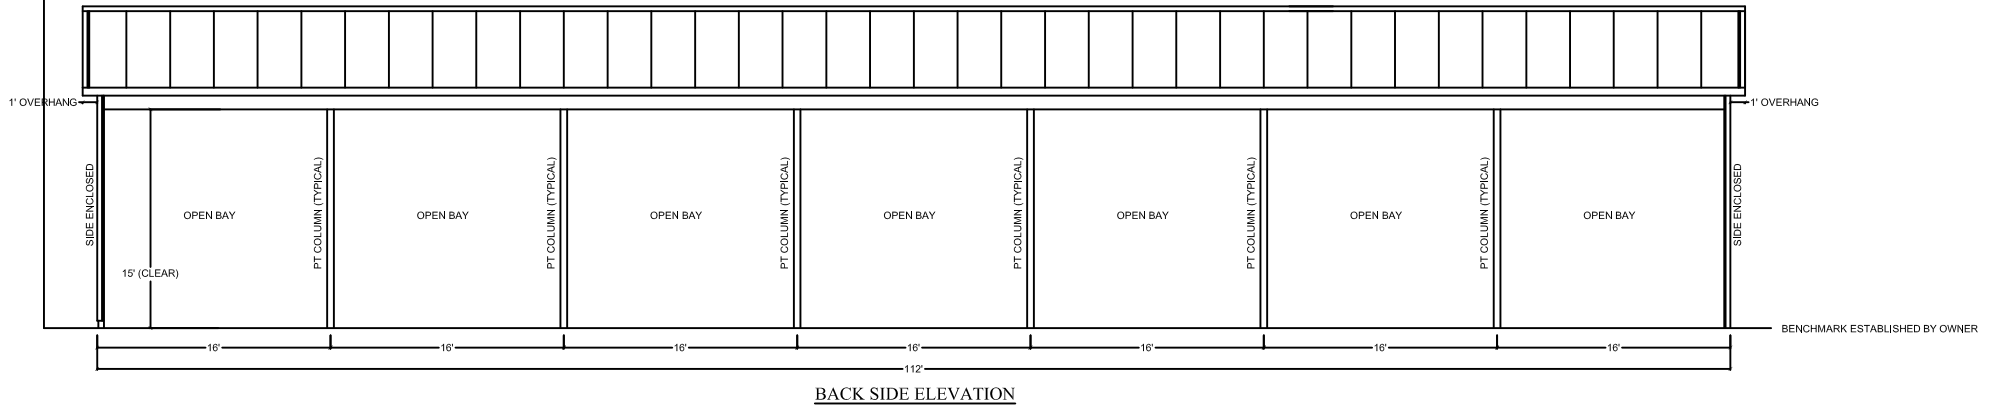 1' OVERHANG
1' OVERHANG
SIDE ENCLOSED
OPEN BAY
PT COLUMN (TYPICAL)
OPEN BAY
PT COLUMN (TYPICAL)
OPEN BAY
PT COLUMN (TYPICAL)
OPEN BAY
PT COLUMN (TYPICAL)
OPEN BAY
PT COLUMN (TYPICAL)
OPEN BAY
PT COLUMN (TYPICAL)
OPEN BAY
SIDE ENCLOSED
15' (CLEAR)
BENCHMARK ESTABLISHED BY OWNER
16'
16'
16'
16'
16'
16'
16'
112'
BACK SIDE ELEVATION